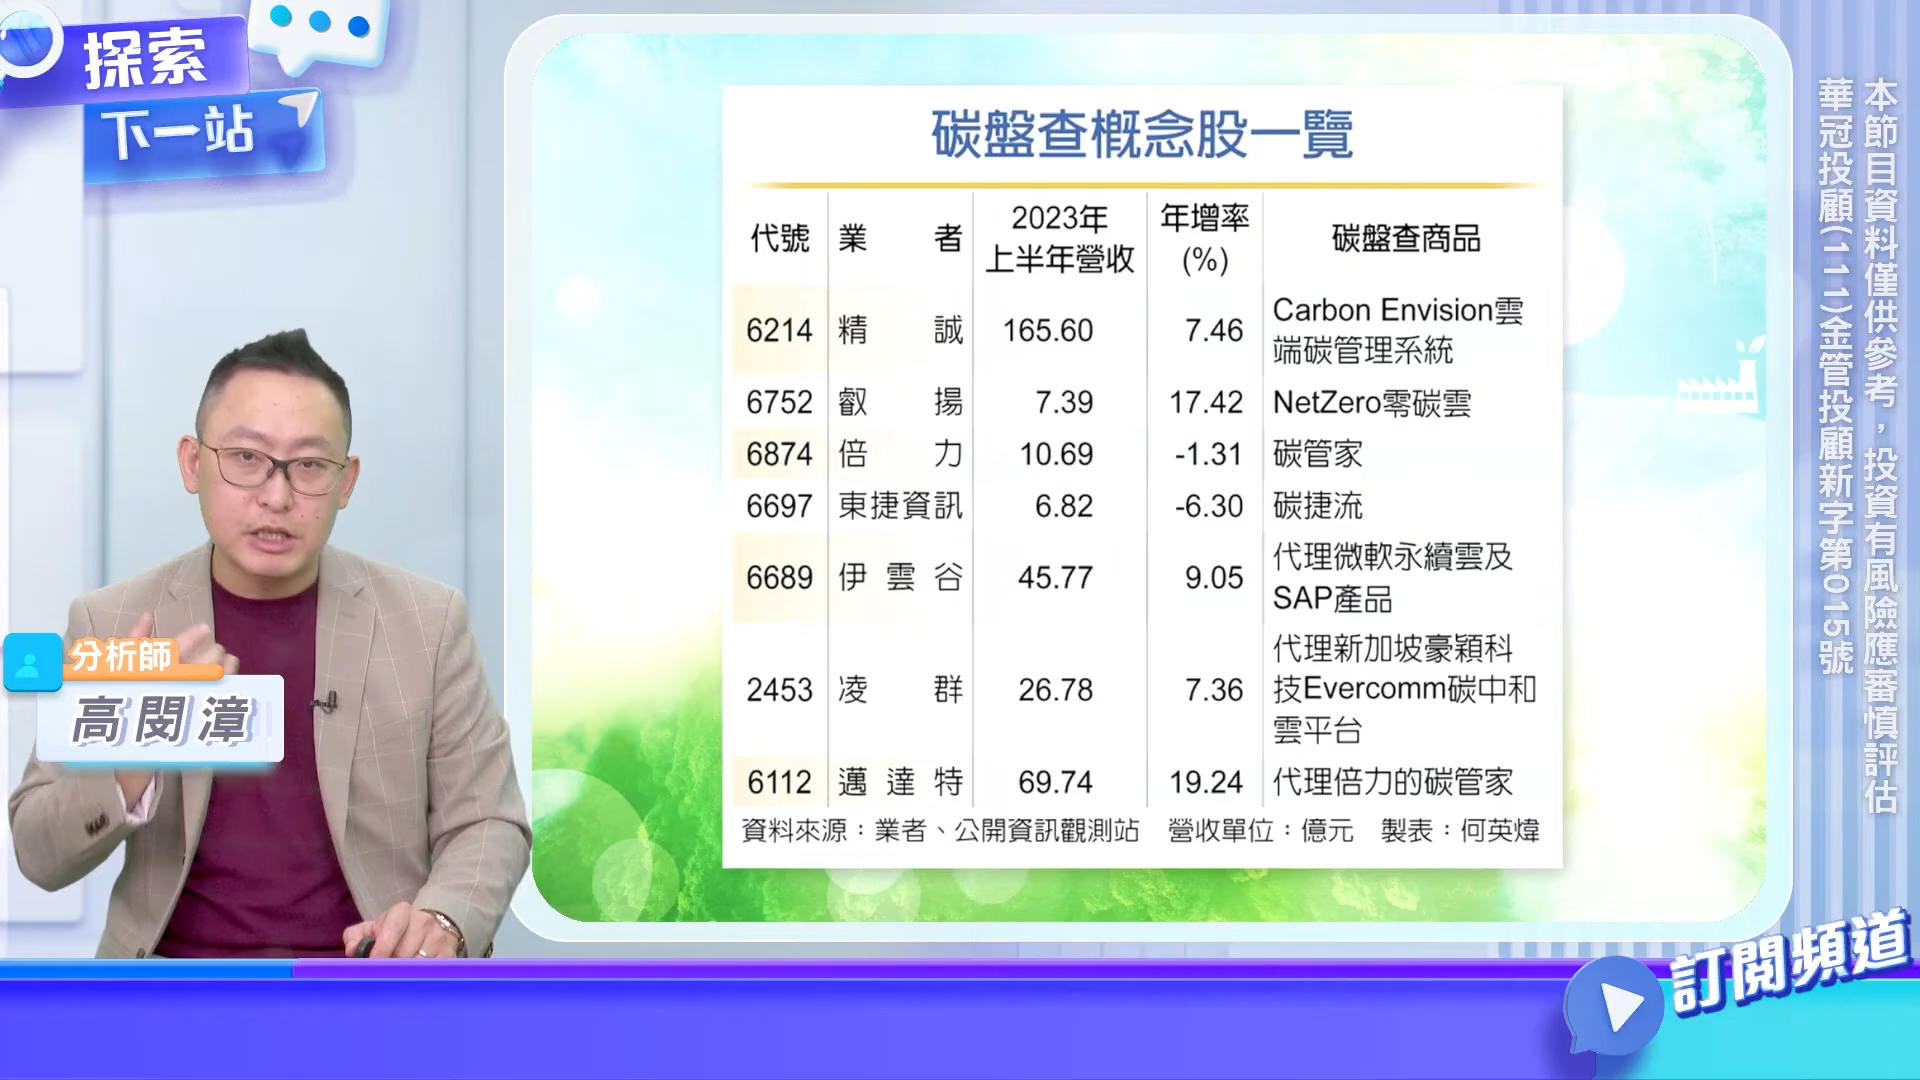 探索
下一站
碳盤查概念股一覽
代號 業者 2023年上半年營收 年增率(%) 碳盤查商品
6214 精誠 165.60 7.46 Carbon Envision雲端碳管理系統
6752 叡揚 7.39 17.42 NetZero零碳雲
6874 倍力 10.69 -1.31 碳管家
6697 東捷資訊 6.82 -6.30 碳捷流
6689 伊雲谷 45.77 9.05 代理微軟永續雲及SAP產品
2453 凌群 26.78 7.36 代理新加坡豪穎科技Evercomm碳中和雲平台
6112 邁達特 69.74 19.24 代理倍力的碳管家
資料來源：業者、公開資訊觀測站 營收單位：億元 製表：何英煒
分析師
高閔漳
本節目資料僅供參考，投資有風險應審慎評估
華冠投顧(111)金管投顧新字第015號
訂閱頻道